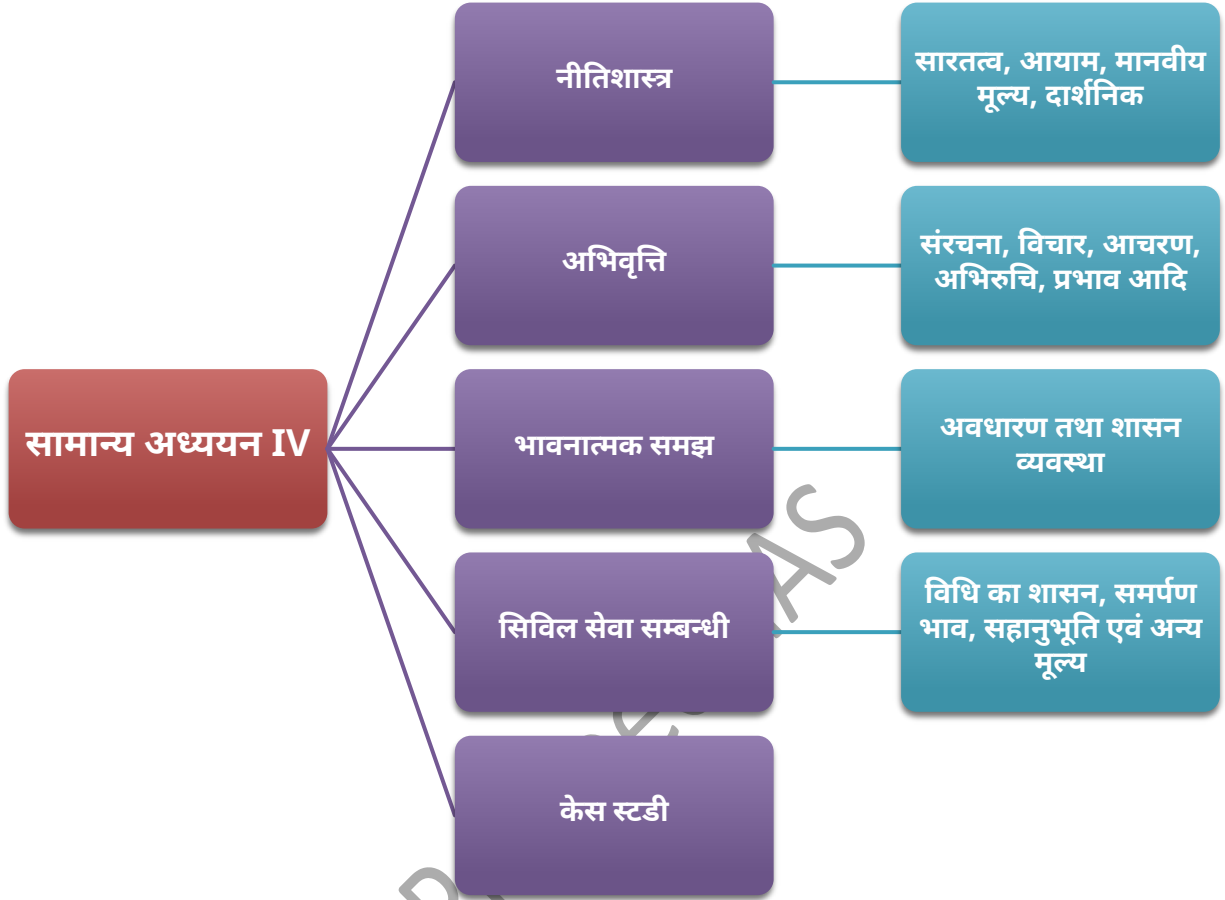 नीतिशास्त्र
सारतत्व, आयाम, मानवीय
मूल्य, दार्शनिक
अभिवृत्ति
संरचना, विचार, आचरण,
अभिरुचि, प्रभाव आदि
सामान्य अध्ययन IV
भावनात्मक समझ
अवधारण तथा शासन
व्यवस्था
सिविल सेवा सम्बन्धी
विधि का शासन, समर्पण
भाव, सहानुभूति एवं अन्य
मूल्य
केस स्टडी